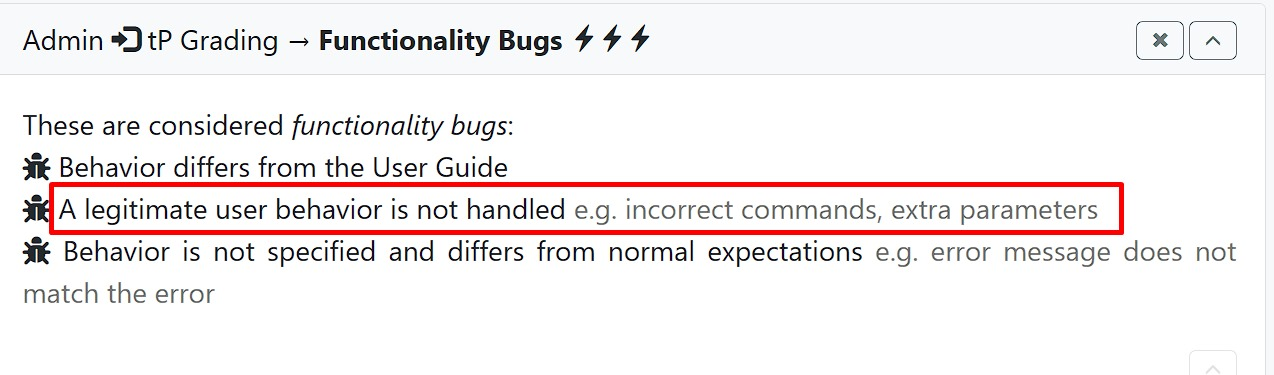 Admin tP Grading → Functionality Bugs
These are considered functionality bugs:
Behavior differs from the User Guide
A legitimate user behavior is not handled e.g. incorrect commands, extra parameters
Behavior is not specified and differs from normal expectations e.g. error message does not
match the error